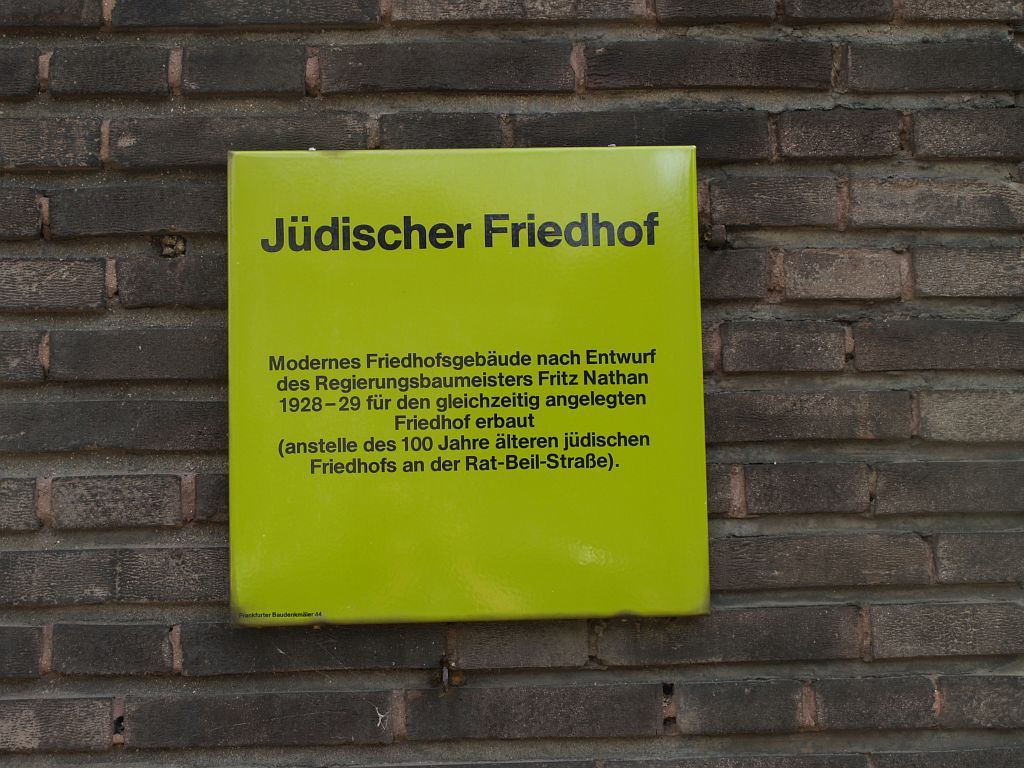 Jüdischer Friedhof
Modernes Friedhofsgebäude nach Entwurf
des Regierungsbaumeisters Fritz Nathan
1928–29 für den gleichzeitig angelegten
Friedhof erbaut
(anstelle des 100 Jahre älteren jüdischen
Friedhofs an der Rat-Beil-Straße).
Frankfurter Baudenkmäler 44